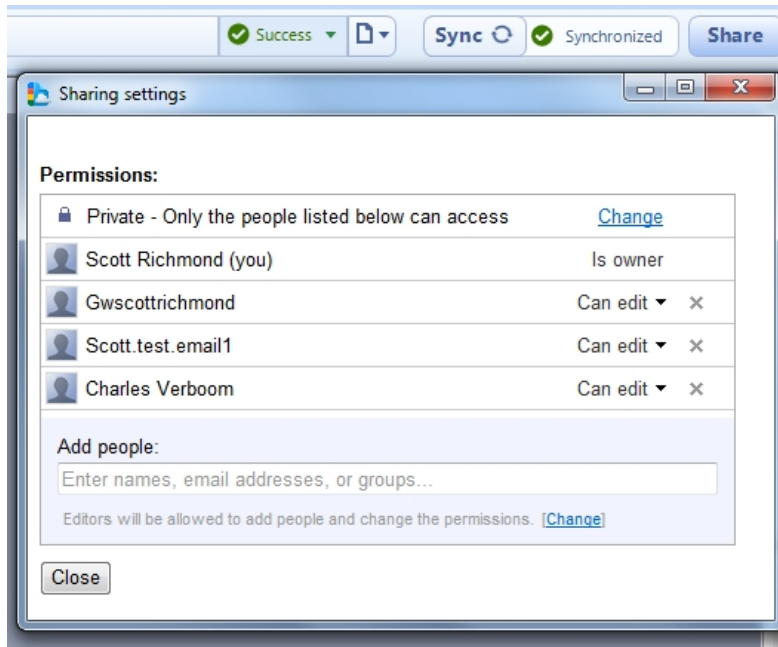 Success
Sync
Synchronized
Share
Sharing settings
Permissions:
Private - Only the people listed below can access Change
Scott Richmond (you) Is owner
Gwscottrichmond Can edit
Scott.test.email1 Can edit
Charles Verboom Can edit
Add people:
Enter names, email addresses, or groups...
Editors will be allowed to add people and change the permissions. [Change]
Close